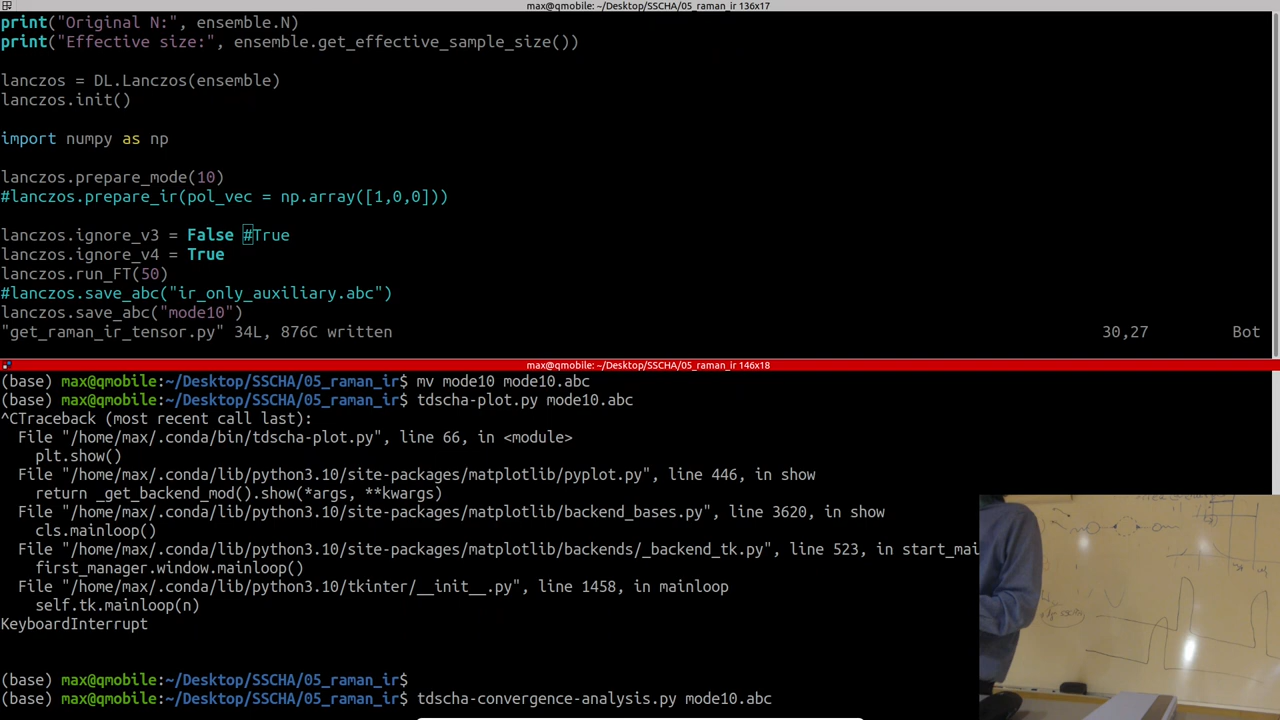 max@qmobile: ~/Desktop/SSCHA/05_raman_ir 136x17
print("Original N:", ensemble.N)
print("Effective size:", ensemble.get_effective_sample_size())
lanczos = DL.Lanczos(ensemble)
lanczos.init()
import numpy as np
lanczos.prepare_mode(10)
#lanczos.prepare_ir(pol_vec = np.array([1,0,0]))
lanczos.ignore_v3 = False #True
lanczos.ignore_v4 = True
lanczos.run_FT(50)
#lanczos.save_abc("ir_only_auxiliary.abc")
lanczos.save_abc("mode10")
"get_raman_ir_tensor.py" 34L, 876C written 30,27 Bot
max@qmobile: ~/Desktop/SSCHA/05_raman_ir 146x18
(base) max@qmobile:~/Desktop/SSCHA/05_raman_ir$ mv mode10 mode10.abc
(base) max@qmobile:~/Desktop/SSCHA/05_raman_ir$ tdscha-plot.py mode10.abc
^CTraceback (most recent call last):
File "/home/max/.conda/bin/tdscha-plot.py", line 66, in <module>
plt.show()
File "/home/max/.conda/lib/python3.10/site-packages/matplotlib/pyplot.py", line 446, in show
return _get_backend_mod().show(*args, **kwargs)
File "/home/max/.conda/lib/python3.10/site-packages/matplotlib/backend_bases.py", line 3620, in show
cls.mainloop()
File "/home/max/.conda/lib/python3.10/site-packages/matplotlib/backends/_backend_tk.py", line 523, in start_mai
first_manager.window.mainloop()
File "/home/max/.conda/lib/python3.10/tkinter/__init__.py", line 1458, in mainloop
self.tk.mainloop(n)
KeyboardInterrupt
(base) max@qmobile:~/Desktop/SSCHA/05_raman_ir$
(base) max@qmobile:~/Desktop/SSCHA/05_raman_ir$ tdscha-convergence-analysis.py mode10.abc